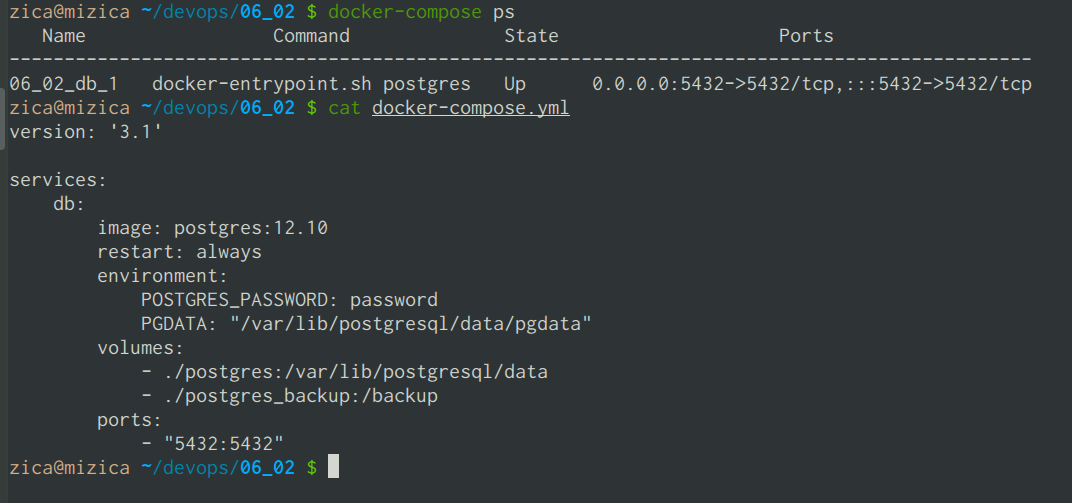 zica@mizica ~/devops/06_02 $ docker-compose ps
   Name                 Command              State                       Ports
---------------------------------------------------------------------------------------------
06_02_db_1   docker-entrypoint.sh postgres   Up      0.0.0.0:5432->5432/tcp,:::5432->5432/tcp
zica@mizica ~/devops/06_02 $ cat docker-compose.yml
version: '3.1'

services:
    db:
        image: postgres:12.10
        restart: always
        environment:
            POSTGRES_PASSWORD: password
            PGDATA: "/var/lib/postgresql/data/pgdata"
        volumes:
            - ./postgres:/var/lib/postgresql/data
            - ./postgres_backup:/backup
        ports:
            - "5432:5432"
zica@mizica ~/devops/06_02 $